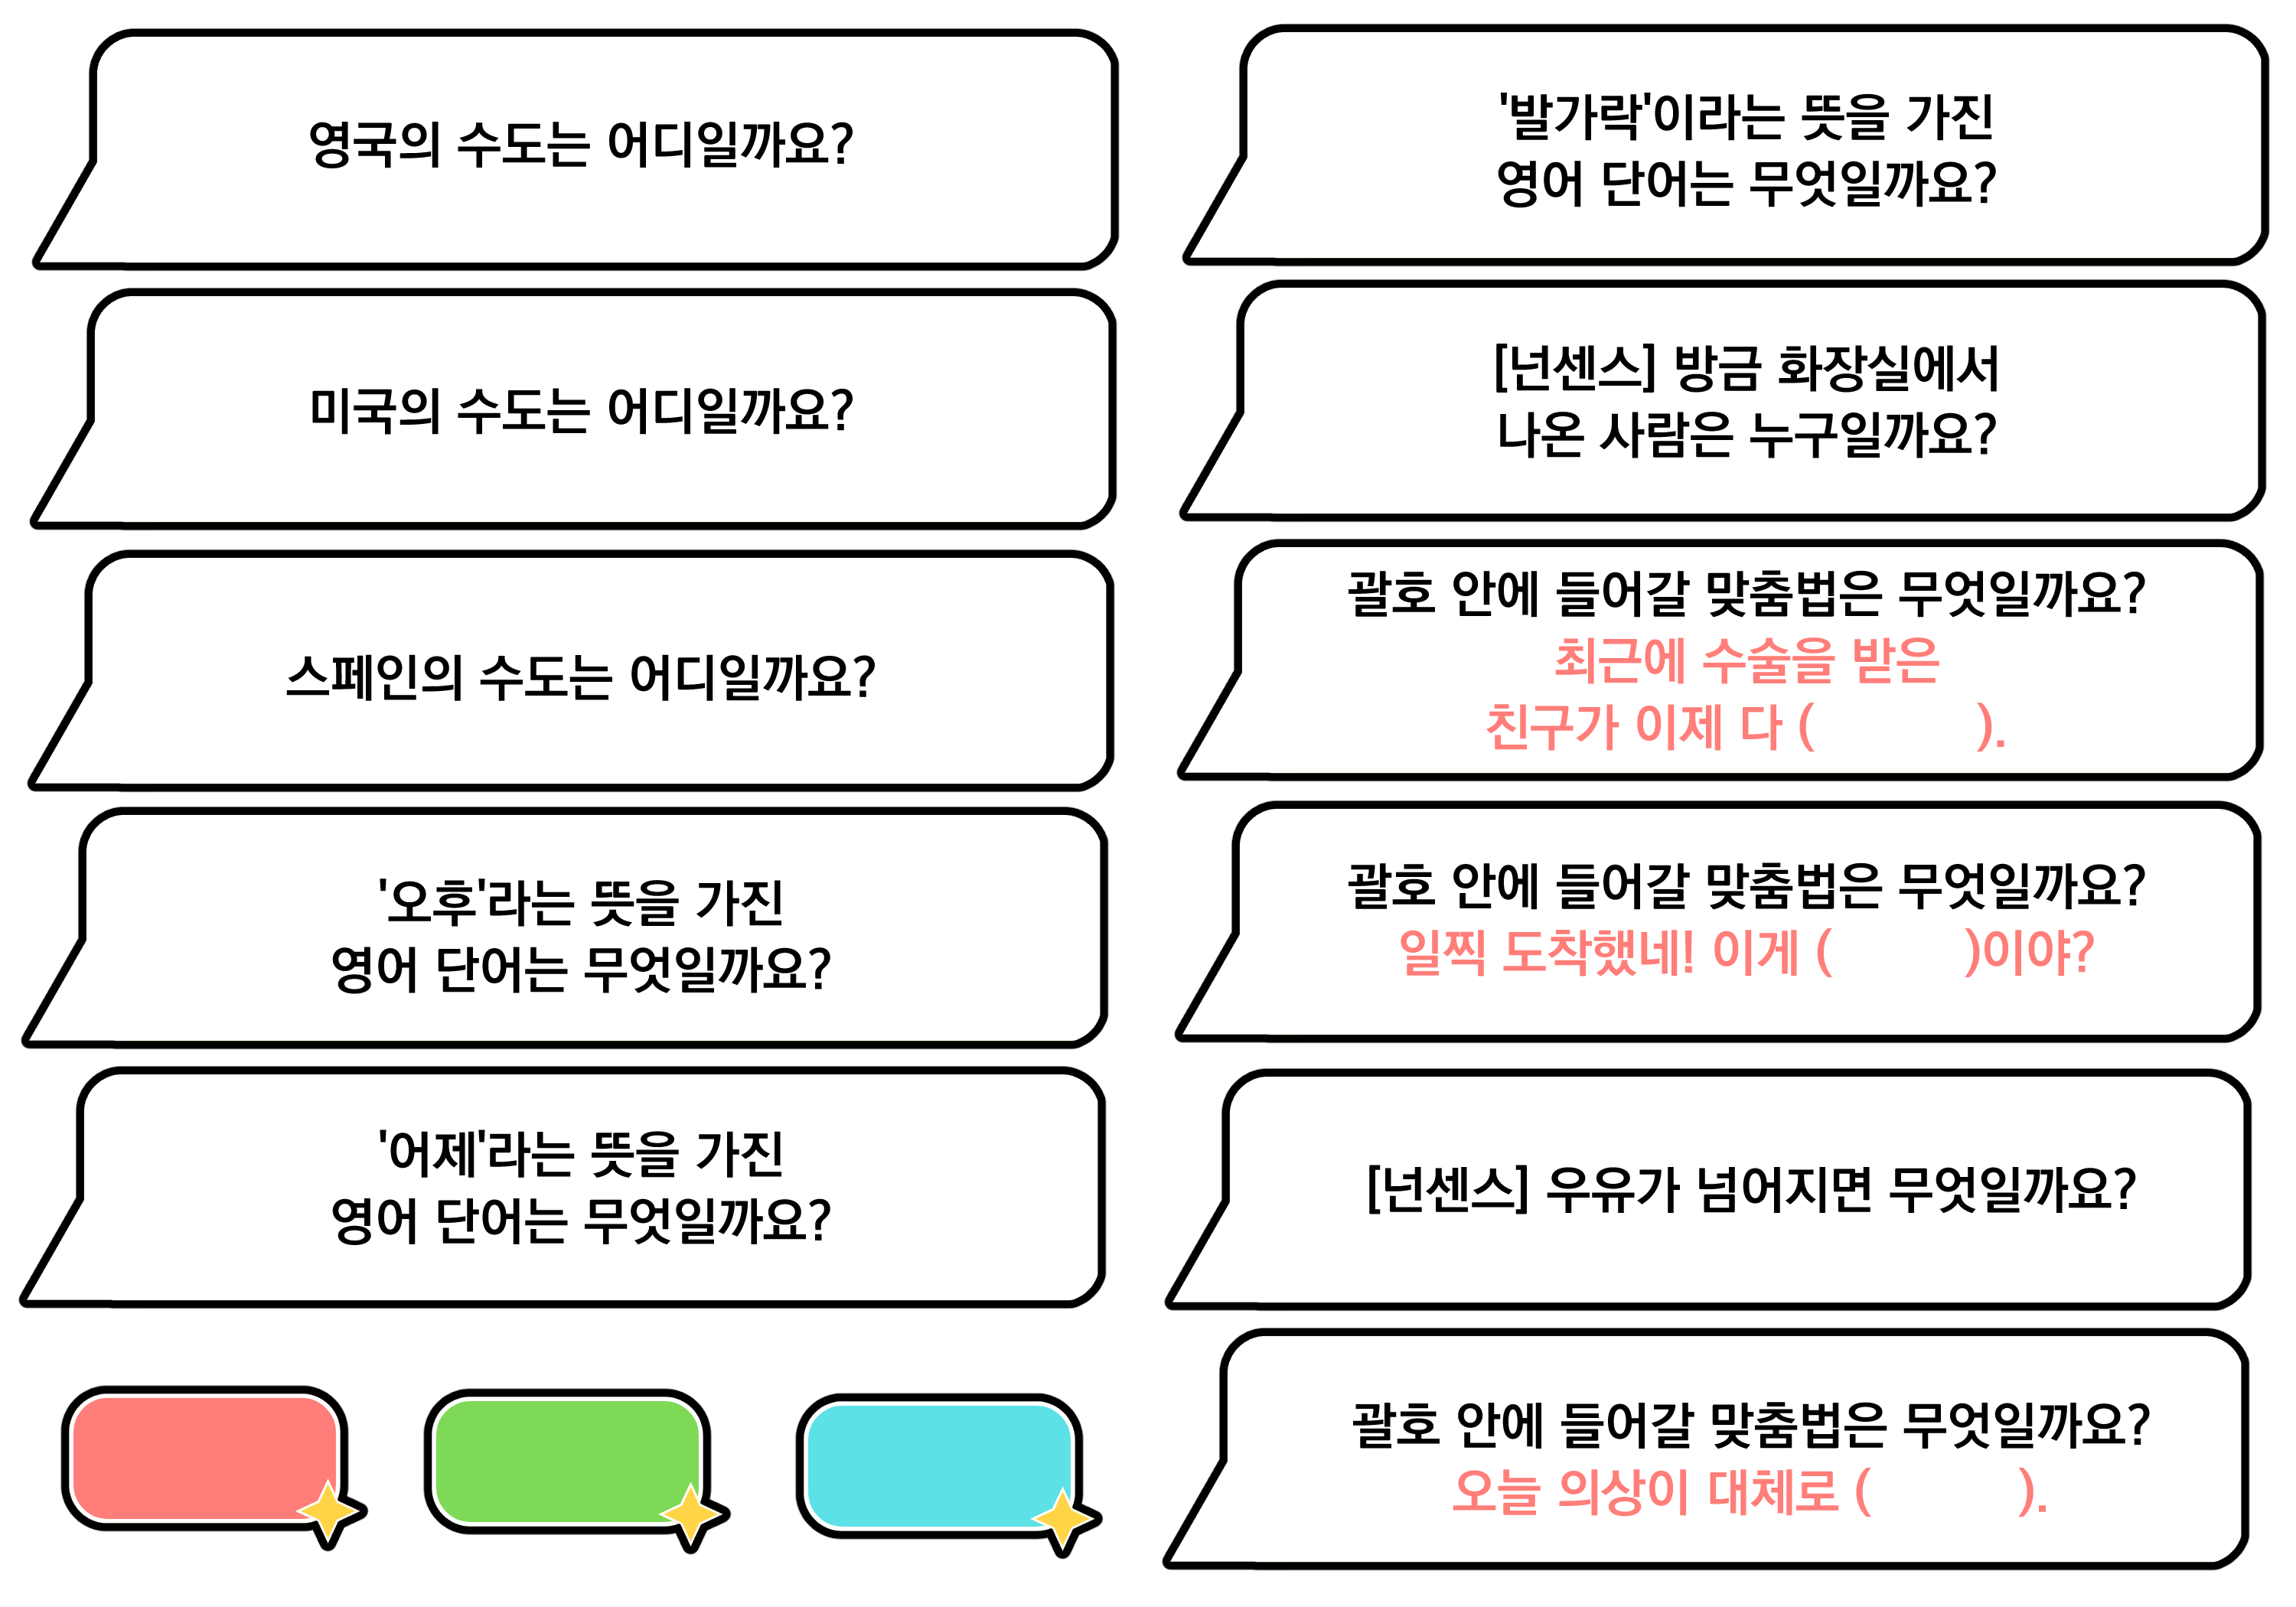 영국의 수도는 어디일까요?
미국의 수도는 어디일까요?
스페인의 수도는 어디일까요?
'오후'라는 뜻을 가진
영어 단어는 무엇일까요?
'어제'라는 뜻을 가진
영어 단어는 무엇일까요?
'발가락'이라는 뜻을 가진
영어 단어는 무엇일까요?
[넌센스] 방금 화장실에서
나온 사람은 누구일까요?
괄호 안에 들어갈 맞춤법은 무엇일까요?
최근에 수술을 받은
친구가 이제 다 ( ).
괄호 안에 들어갈 맞춤법은 무엇일까요?
일찍 도착했네! 이게 ( )이야?
[넌센스] 우유가 넘어지면 무엇일까요?
괄호 안에 들어갈 맞춤법은 무엇일까요?
오늘 의상이 대체로 ( ).